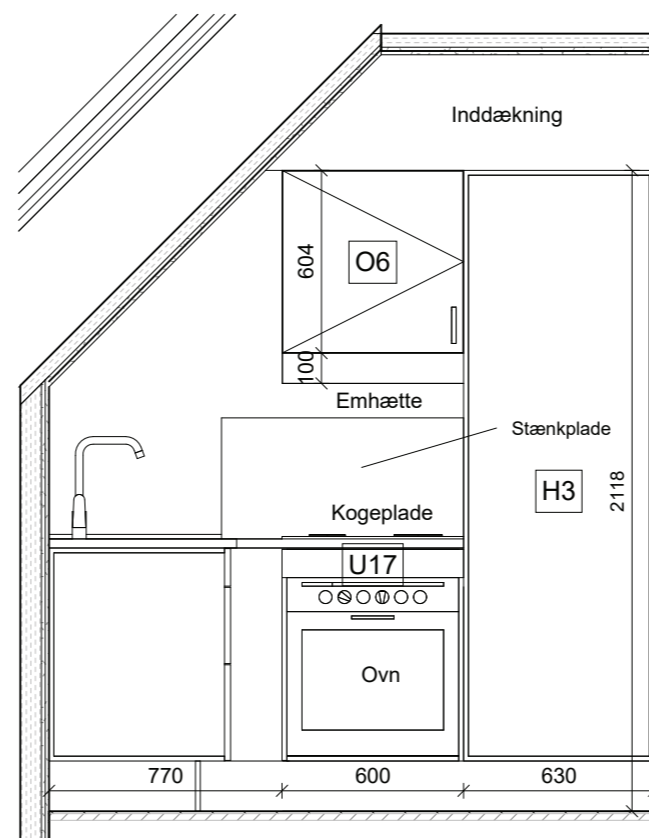 Inddækning
604
O6
100
Emhætte
Stænkplade
H3
2118
Kogeplade
U17
Ovn
770
600
630